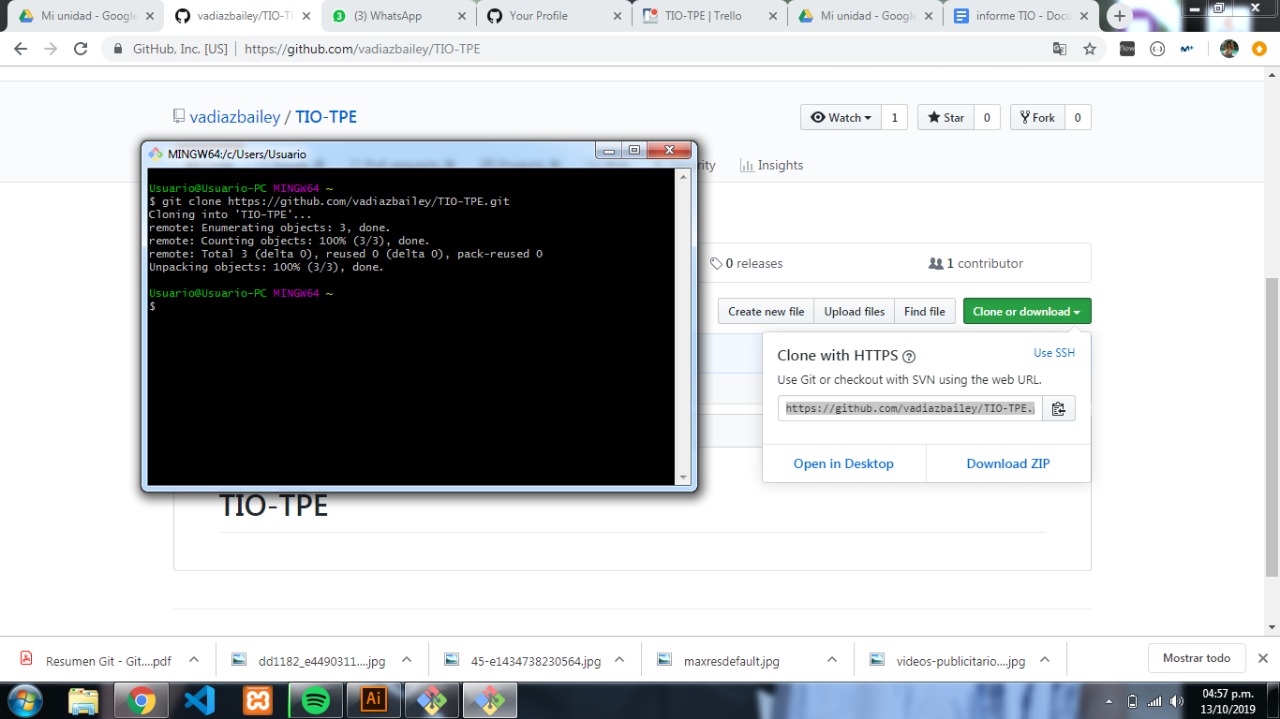 Mi unidad - Google
vadiazbailey/TIO-T
(3) WhatsApp
Your Profile
TIO-TPE | Trello
Mi unidad - Google
informe TIO - Docu
GitHub, Inc. [US]
https://github.com/vadiazbailey/TIO-TPE
vadiazbailey / TIO-TPE
Watch
1
Star
0
Fork
0
Insights
MINGW64:/c/Users/Usuario
Usuario@Usuario-PC MINGW64 ~
$ git clone https://github.com/vadiazbailey/TIO-TPE.git
Cloning into 'TIO-TPE'...
remote: Enumerating objects: 3, done.
remote: Counting objects: 100% (3/3), done.
remote: Total 3 (delta 0), reused 0 (delta 0), pack-reused 0
Unpacking objects: 100% (3/3), done.
Usuario@Usuario-PC MINGW64 ~
$
0 releases
1 contributor
Create new file
Upload files
Find file
Clone or download
Clone with HTTPS
Use SSH
Use Git or checkout with SVN using the web URL.
https://github.com/vadiazbailey/TIO-TPE.
Open in Desktop
Download ZIP
TIO-TPE
Resumen Git - Git....pdf
dd1182_e4490311....jpg
45-e1434738230564.jpg
maxresdefault.jpg
videos-publicitario....jpg
Mostrar todo
Ai
04:57 p.m.
13/10/2019